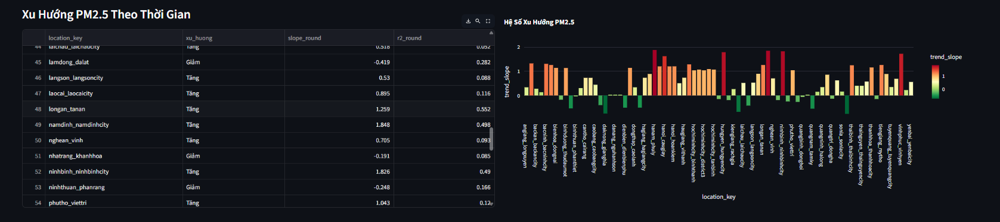 Xu Hướng PM2.5 Theo Thời Gian
location_key xu_huong slope_round r2_round
44 laichau_laichaucity Tăng 0.518 0.052
45 lamdong_dalat Giảm -0.419 0.282
46 langson_langsoncity Tăng 0.53 0.088
47 laocai_laocaicity Tăng 0.895 0.116
48 longan_tanan Tăng 1.259 0.552
49 namdinh_namdinhcity Tăng 1.848 0.498
50 nghean_vinh Tăng 0.705 0.093
51 nhatrang_khanhhoa Giảm -0.191 0.085
52 ninhbinh_ninhbinhcity Tăng 1.826 0.49
53 ninhthuan_phanrang Giảm -0.248 0.166
54 phutho_viettri Tăng 1.043 0.12
Hệ Số Xu Hướng PM2.5
trend_slope
2
1
0
angiang_longxuyen
backan_backancity
bacninh_bacninhcity
bienhoa_dongnai
binhduong_thudaumot
binhthuan_phanthiet
cantho_cairang
caobang_caobangcity
daknong_gianghia
danang_nguhanhson
dienbien_dienbienphu
dongthap_caolanh
hagiang_hagiangcity
hanam_phuly
hanoi_caugiay
hanoi_hoankiem
haugiang_vithanh
hochiminhcity_binhthanh
hochiminhcity_district3
hochiminhcity_tanbinh
hungyen_hungyencity
kiengiang_rachgia
laichau_laichaucity
langson_langsoncity
longan_tanan
nghean_vinh
ninhbinh_ninhbinhcity
phutho_viettri
quangbinh_donghoi
quangnam_tamky
quangninh_halong
quangtri_dongha
sonla_sonlacity
thaibinh_thaibinhcity
thainguyen_thainguyencity
thanhhoa_thanhhoacity
tiengiang_mytho
tuyenquang_tuyenquangcity
vinhphuc_vinhyen
yenbai_yenbaicity
location_key
trend_slope
1
0